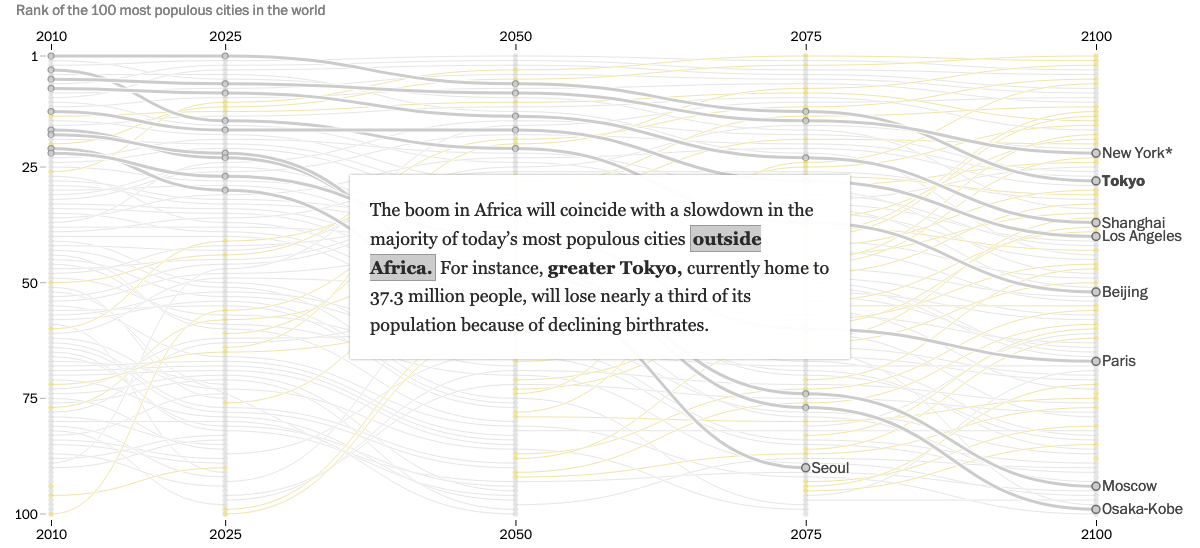 Rank of the 100 most populous cities in the world
2010 2025 2050 2075 2100
1
25
50
75
100
The boom in Africa will coincide with a slowdown in the
majority of today’s most populous cities outside
Africa. For instance, greater Tokyo, currently home to
37.3 million people, will lose nearly a third of its
population because of declining birthrates.
New York*
Tokyo
Shanghai
Los Angeles
Beijing
Paris
Seoul
Moscow
Osaka-Kobe
2010 2025 2050 2075 2100